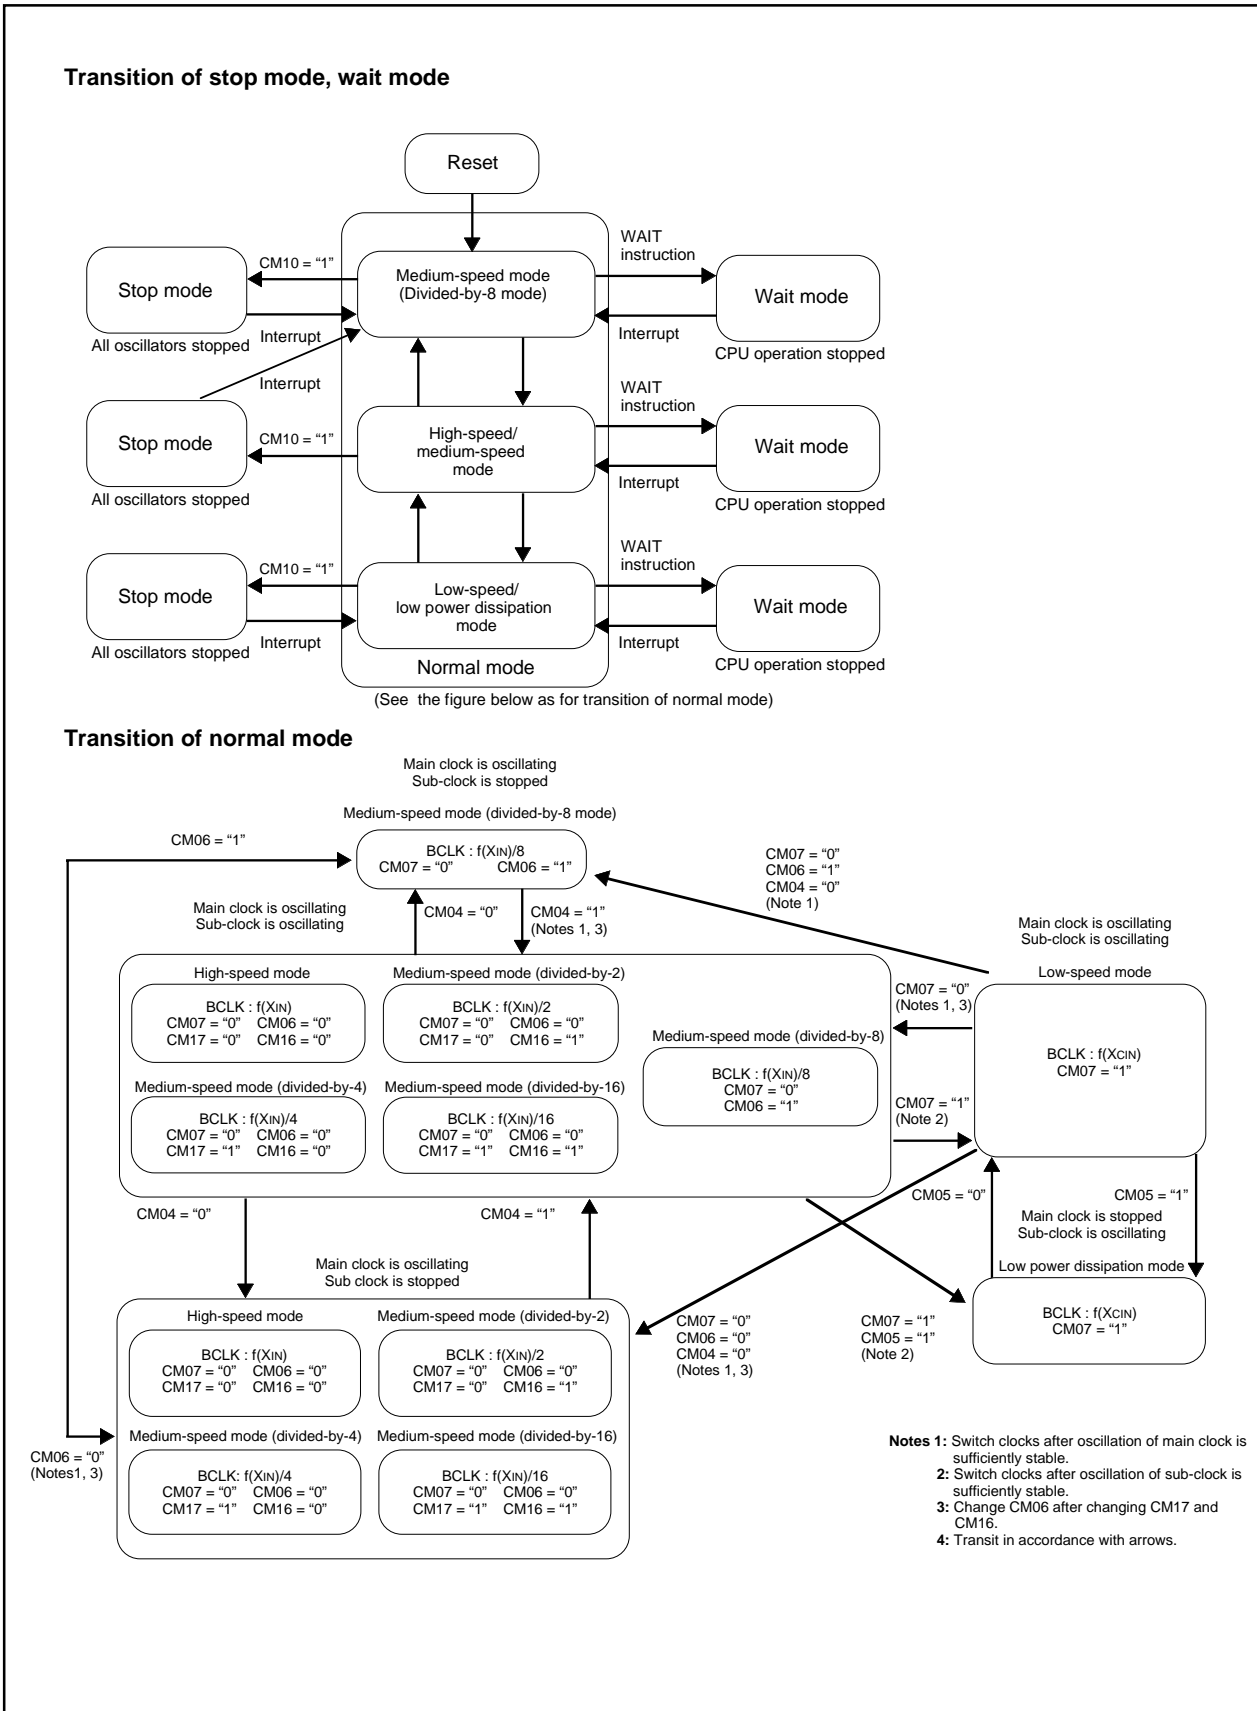 Transition of stop mode, wait mode
Reset
Stop mode
All oscillators stopped
CM10 = “1”
Interrupt
Interrupt
Medium-speed mode
(Divided-by-8 mode)
WAIT
instruction
Interrupt
Wait mode
CPU operation stopped
Stop mode
All oscillators stopped
CM10 = “1”
High-speed/
medium-speed
mode
WAIT
instruction
Interrupt
Wait mode
CPU operation stopped
Stop mode
All oscillators stopped
CM10 = “1”
Interrupt
Low-speed/
low power dissipation
mode
WAIT
instruction
Interrupt
Wait mode
CPU operation stopped
Normal mode
(See the figure below as for transition of normal mode)
Transition of normal mode
Main clock is oscillating
Sub-clock is stopped
Medium-speed mode (divided-by-8 mode)
BCLK : f(XIN)/8
CM07 = “0” CM06 = “1”
CM06 = “1”
CM07 = “0”
CM06 = “1”
CM04 = “0”
(Note 1)
Main clock is oscillating
Sub-clock is oscillating
CM04 = “0”
CM04 = “1”
(Notes 1, 3)
High-speed mode
BCLK : f(XIN)
CM07 = “0” CM06 = “0”
CM17 = “0” CM16 = “0”
Medium-speed mode (divided-by-2)
BCLK : f(XIN)/2
CM07 = “0” CM06 = “0”
CM17 = “0” CM16 = “1”
Medium-speed mode (divided-by-4)
BCLK : f(XIN)/4
CM07 = “0” CM06 = “0”
CM17 = “1” CM16 = “0”
Medium-speed mode (divided-by-16)
BCLK : f(XIN)/16
CM07 = “0” CM06 = “0”
CM17 = “1” CM16 = “1”
Medium-speed mode (divided-by-8)
BCLK : f(XIN)/8
CM07 = “0”
CM06 = “1”
Main clock is oscillating
Sub-clock is oscillating
Low-speed mode
BCLK : f(XCIN)
CM07 = “1”
CM07 = “0”
(Notes 1, 3)
CM07 = “1”
(Note 2)
CM05 = “0”
CM05 = “1”
Main clock is stopped
Sub-clock is oscillating
Low power dissipation mode
BCLK : f(XCIN)
CM07 = “1”
CM04 = “0”
CM04 = “1”
Main clock is oscillating
Sub clock is stopped
High-speed mode
BCLK : f(XIN)
CM07 = “0” CM06 = “0”
CM17 = “0” CM16 = “0”
Medium-speed mode (divided-by-2)
BCLK : f(XIN)/2
CM07 = “0” CM06 = “0”
CM17 = “0” CM16 = “1”
Medium-speed mode (divided-by-4)
BCLK: f(XIN)/4
CM07 = “0” CM06 = “0”
CM17 = “1” CM16 = “0”
Medium-speed mode (divided-by-16)
BCLK : f(XIN)/16
CM07 = “0” CM06 = “0”
CM17 = “1” CM16 = “1”
CM07 = “0”
CM06 = “0”
CM04 = “0”
(Notes 1, 3)
CM07 = “1”
CM05 = “1”
(Note 2)
CM06 = “0”
(Notes1, 3)
Notes 1: Switch clocks after oscillation of main clock is
sufficiently stable.
2: Switch clocks after oscillation of sub-clock is
sufficiently stable.
3: Change CM06 after changing CM17 and
CM16.
4: Transit in accordance with arrows.